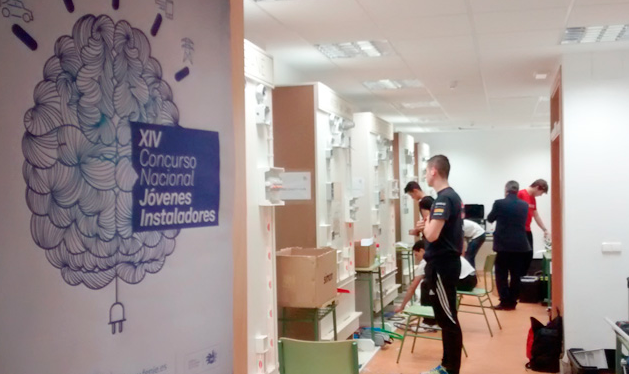 XIV
Concurso
Nacional
Jóvenes
Instaladores